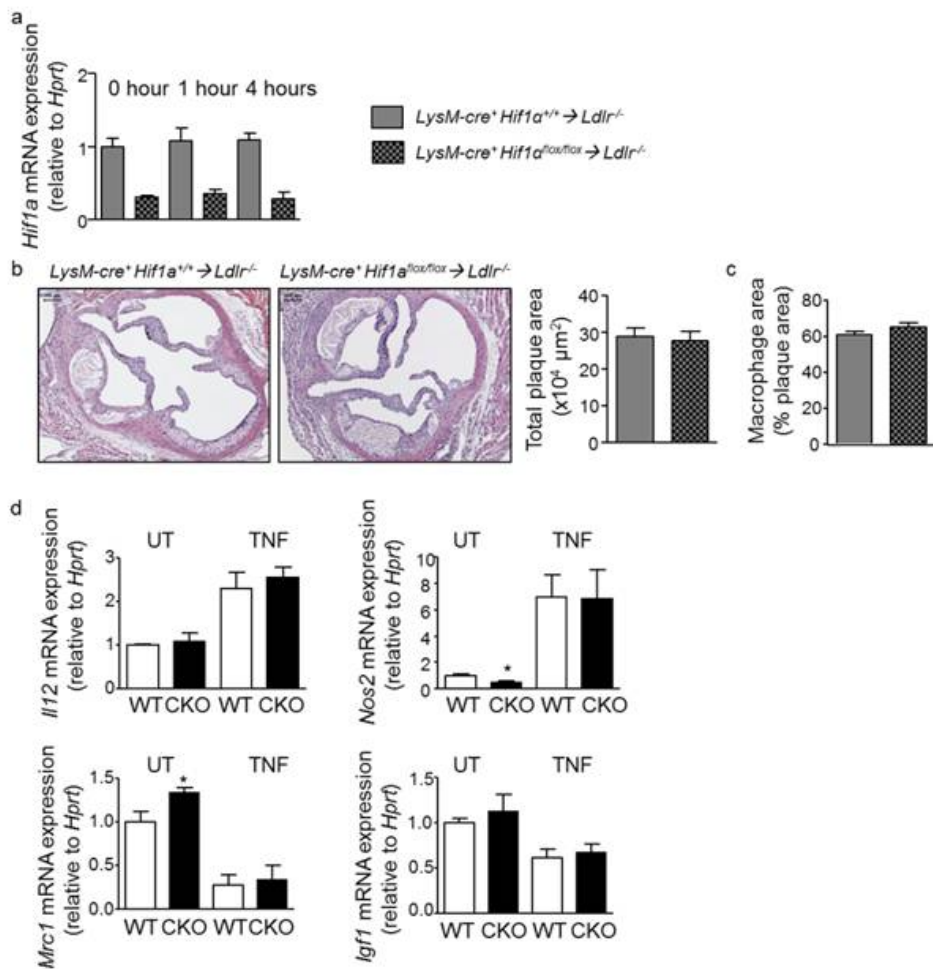 a
Hif1a mRNA expression
(relative to Hprt)
2
1
0
0 hour 1 hour 4 hours
LysM-cre⁺ Hif1α⁺/⁺ → Ldlr⁻/⁻
LysM-cre⁺ Hif1α^flox/flox → Ldlr⁻/⁻
b
LysM-cre⁺ Hif1a⁺/⁺ → Ldlr⁻/⁻
LysM-cre⁺ Hif1a^flox/flox → Ldlr⁻/⁻
Total plaque area
(x10⁴ µm²)
40
30
20
10
0
c
Macrophage area
(% plaque area)
80
60
40
20
0
d
Il12 mRNA expression
(relative to Hprt)
UT TNF
3
2
1
0
WT CKO WT CKO
Nos2 mRNA expression
(relative to Hprt)
UT TNF
10
8
6
4
2
0
*
WT CKO WT CKO
Mrc1 mRNA expression
(relative to Hprt)
UT TNF
1.5
1.0
0.5
0.0
*
WT CKO WT CKO
Igf1 mRNA expression
(relative to Hprt)
UT TNF
1.5
1.0
0.5
0.0
WT CKO WT CKO